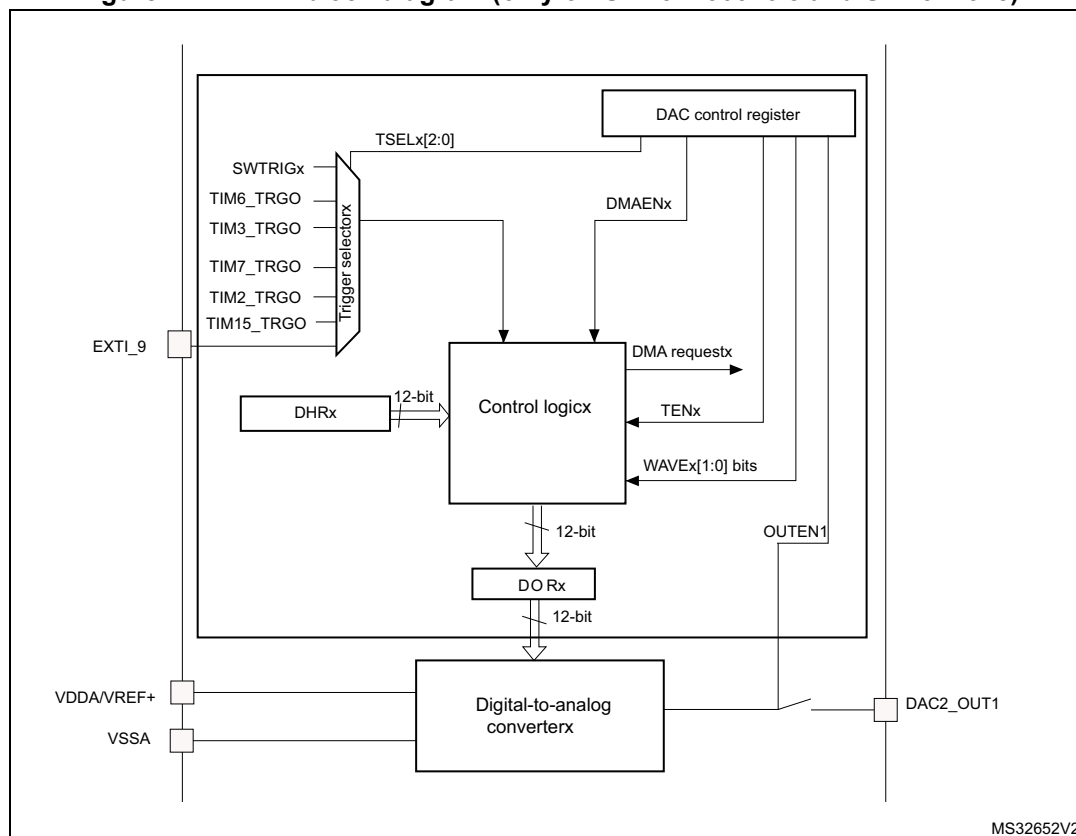 DAC control register
TSELx[2:0]
SWTRIGx
TIM6_TRGO
DMAENx
TIM3_TRGO
Trigger selectorx
TIM7_TRGO
TIM2_TRGO
TIM15_TRGO
EXTI_9
DMA requestx
12-bit
DHRx
Control logicx
TENx
WAVEx[1:0] bits
12-bit
OUTEN1
DO Rx
12-bit
VDDA/VREF+
Digital-to-analog
converterx
DAC2_OUT1
VSSA
MS32652V2